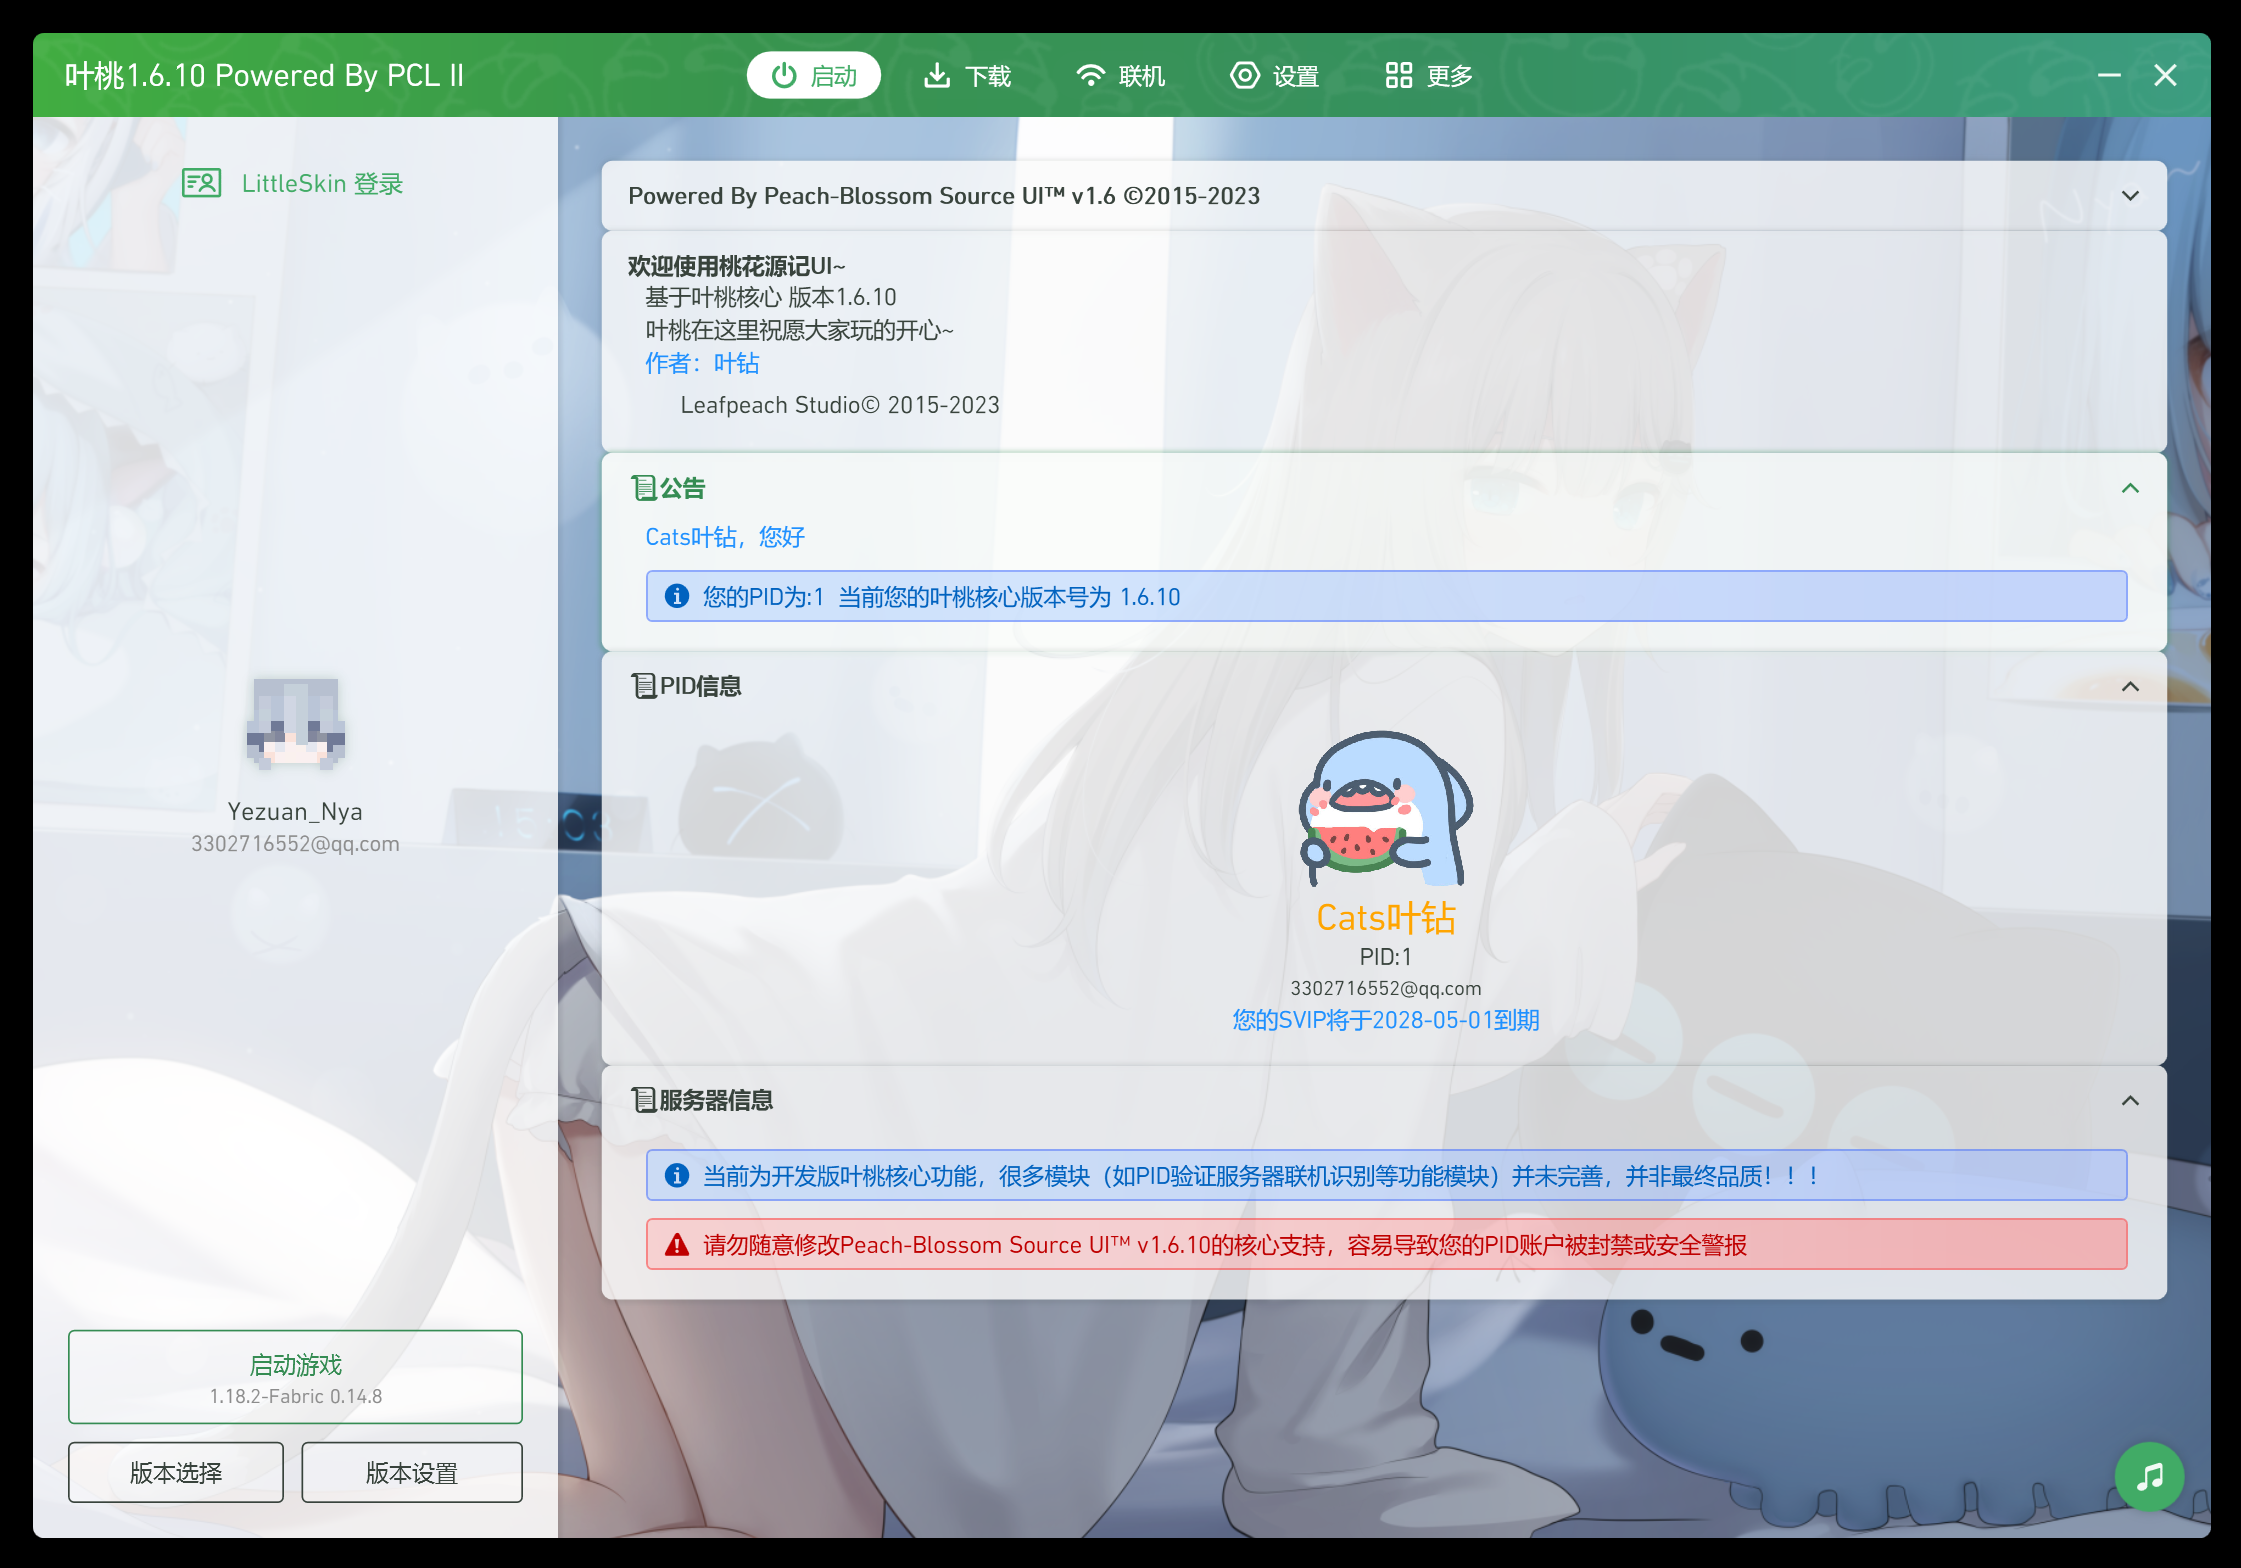 叶桃1.6.10 Powered By PCL II
启动
下载
联机
设置
更多
LittleSkin 登录
Yezuan_Nya
3302716552@qq.com
启动游戏
1.18.2-Fabric 0.14.8
版本选择
版本设置
Powered By Peach-Blossom Source UI™ v1.6 ©2015-2023
欢迎使用桃花源记UI~
基于叶桃核心 版本1.6.10
叶桃在这里祝愿大家玩的开心~
作者：叶钻
Leafpeach Studio© 2015-2023
公告
Cats叶钻，您好
您的PID为:1 当前您的叶桃核心版本号为 1.6.10
PID信息
Cats叶钻
PID:1
3302716552@qq.com
您的SVIP将于2028-05-01到期
服务器信息
当前为开发版叶桃核心功能，很多模块（如PID验证服务器联机识别等功能模块）并未完善，并非最终品质！！！
请勿随意修改Peach-Blossom Source UI™ v1.6.10的核心支持，容易导致您的PID账户被封禁或安全警报